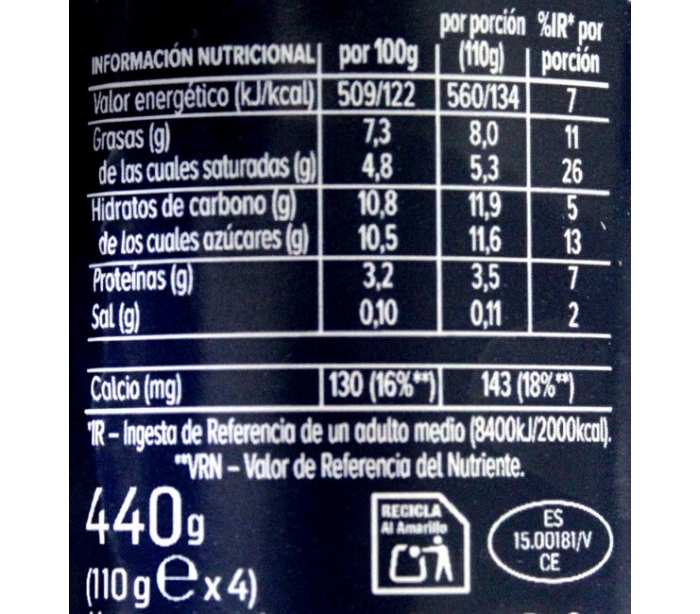 INFORMACIÓN NUTRICIONAL por 100g por porción (110g) %IR* por porción
Valor energético (kJ/kcal) 509/122 560/134 7
Grasas (g) 7,3 8,0 11
de las cuales saturadas (g) 4,8 5,3 26
Hidratos de carbono (g) 10,8 11,9 5
de los cuales azúcares (g) 10,5 11,6 13
Proteínas (g) 3,2 3,5 7
Sal (g) 0,10 0,11 2
Calcio (mg) 130 (16%**) 143 (18%**)
*IR – Ingesta de Referencia de un adulto medio (8400kJ/2000kcal).
**VRN – Valor de Referencia del Nutriente.
440g
(110 g e x 4)
RECICLA
Al Amarillo
ES
15.00181/V
CE